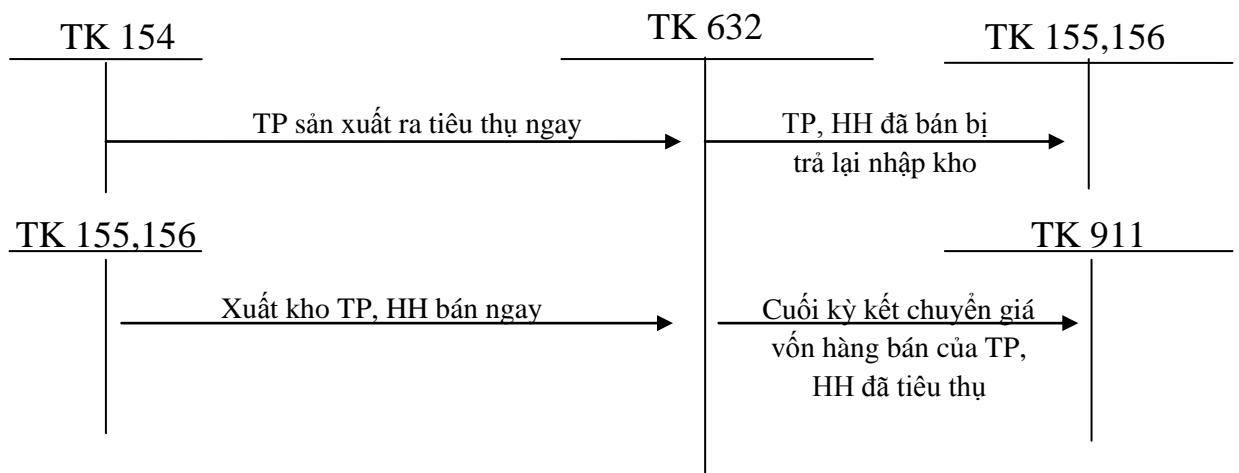 TK 154
TK 632
TK 155,156
TP sản xuất ra tiêu thụ ngay
TP, HH đã bán bị
trả lại nhập kho
TK 155,156
TK 911
Xuất kho TP, HH bán ngay
Cuối kỳ kết chuyển giá
vốn hàng bán của TP,
HH đã tiêu thụ